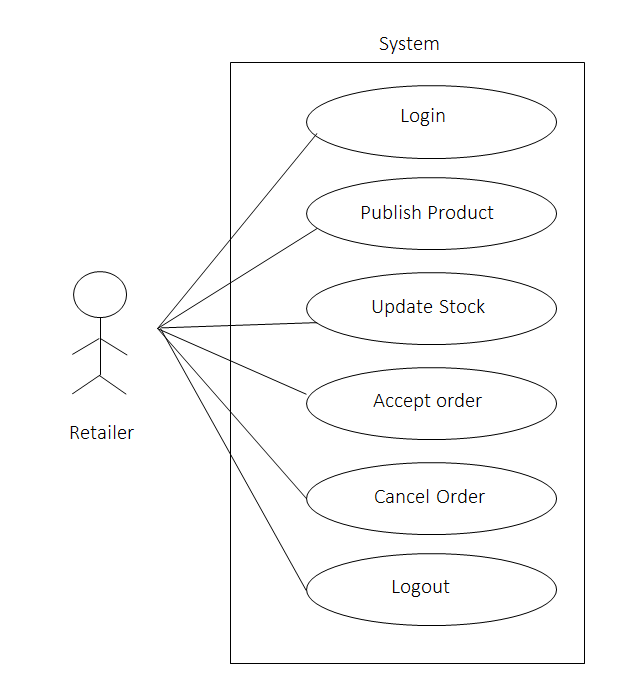 System
Login
Publish Product
Update Stock
Accept order
Retailer
Cancel Order
Logout